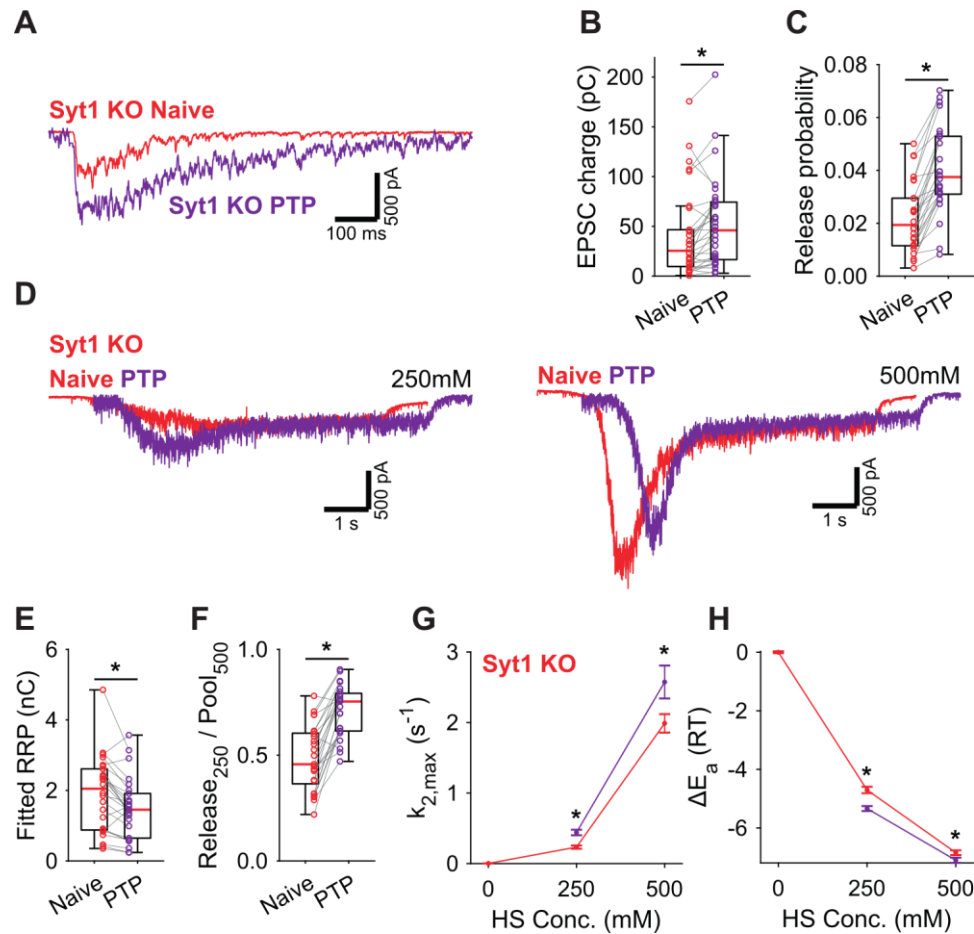 A
Syt1 KO Naive
Syt1 KO PTP
500 pA
100 ms
B
*
EPSC charge (pC)
200
150
100
50
0
Naive
PTP
C
*
Release probability
0.08
0.06
0.04
0.02
0.00
Naive
PTP
D
Syt1 KO
Naive PTP
250mM
500 pA
1 s
Naive PTP
500mM
500 pA
1 s
E
*
Fitted RRP (nC)
6
4
2
0
Naive
PTP
F
*
Release250 / Pool500
1.0
0.5
0.0
Naive
PTP
G
Syt1 KO
*
*
k2,max (s-1)
3
2
1
0
0 250 500
HS Conc. (mM)
H
*
*
ΔEa (RT)
0
-2
-4
-6
0 250 500
HS Conc. (mM)